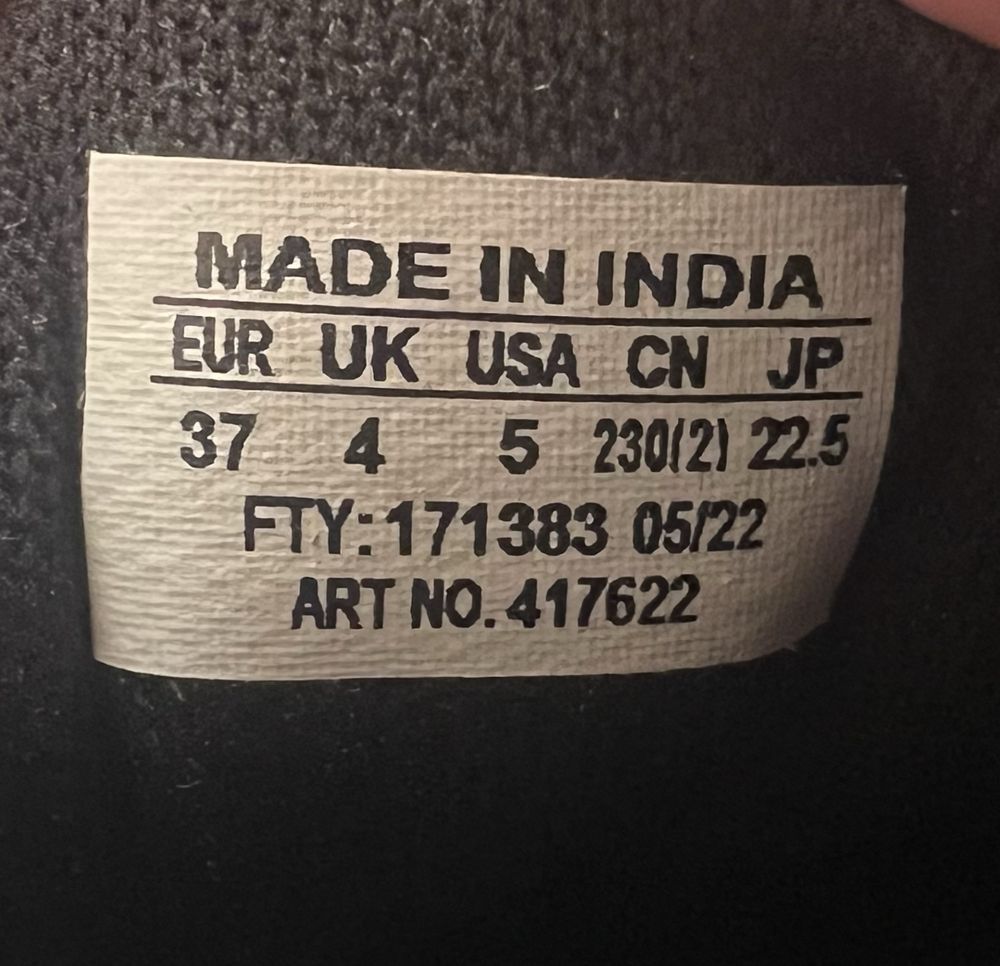 MADE IN INDIA
EUR UK USA CN JP
37 4 5 230(2) 22.5
FTY:171383 05/22
ART NO. 417622